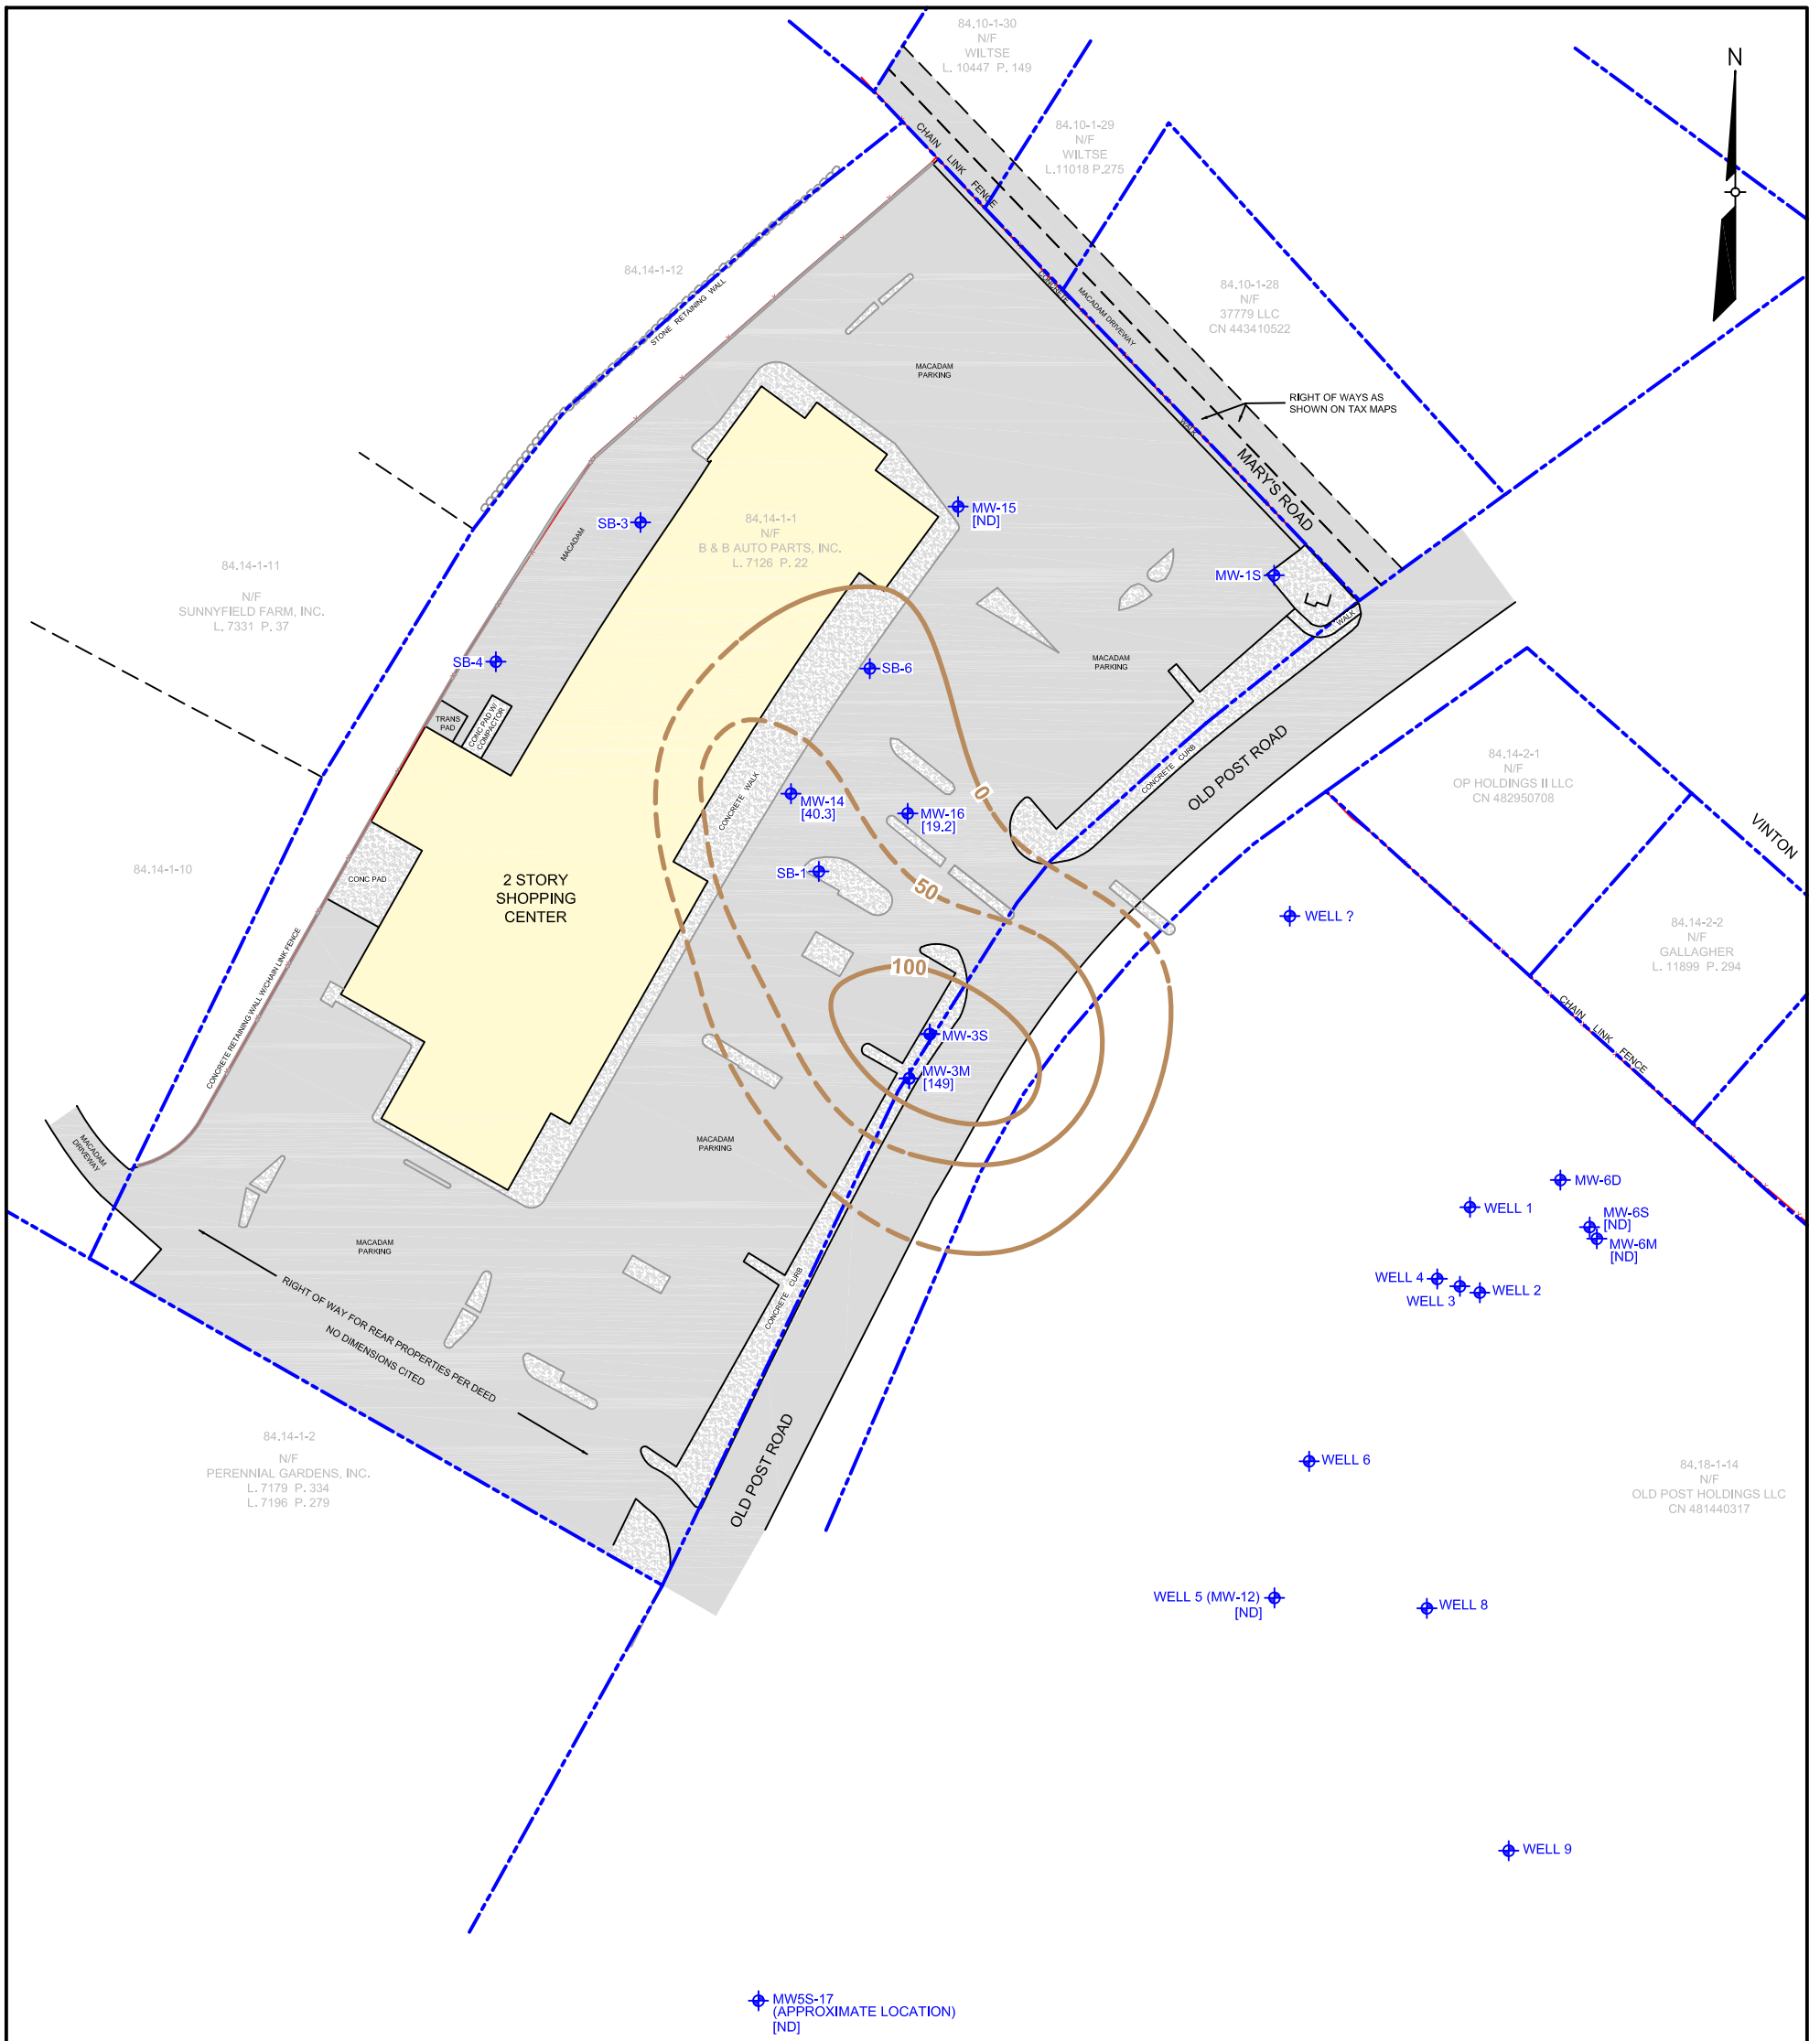 84.10-1-30
N/F
WILTSE
L. 10447 P. 149
N
84.10-1-29
N/F
WILTSE
L.11018 P.275
CHAIN LINK FENCE
84.14-1-12
STONE RETAINING WALL
84.10-1-28
N/F
37779 LLC
CN 443410522
CONCRETE
WALK
MACADAM DRIVEWAY
MACADAM
PARKING
RIGHT OF WAYS AS
SHOWN ON TAX MAPS
MARY'S ROAD
MW-15
[ND]
SB-3
84.14-1-1
N/F
B & B AUTO PARTS, INC.
L. 7126 P. 22
MACADAM
84.14-1-11
N/F
SUNNYFIELD FARM, INC.
L. 7331 P. 37
MW-1S
WALK
SB-4
SB-6
MACADAM
PARKING
TRANS
PAD
CONC PAD W/
COMPACTOR
CONCRETE CURB
OLD POST ROAD
84.14-2-1
N/F
OP HOLDINGS II LLC
CN 482950708
VINTON
0
MW-14
[40.3]
MW-16
[19.2]
CONCRETE WALK
84.14-1-10
CONC PAD
2 STORY
SHOPPING
CENTER
SB-1
50
WELL ?
84.14-2-2
N/F
GALLAGHER
L. 11899 P. 294
CONCRETE RETAINING WALL W/CHAIN LINK FENCE
100
CHAIN LINK FENCE
MW-3S
MW-3M
[149]
MACADAM
DRIVEWAY
MACADAM
PARKING
MW-6D
WELL 1
MW-6S
[ND]
MW-6M
[ND]
MACADAM
PARKING
WELL 4
WELL 3
WELL 2
RIGHT OF WAY FOR REAR PROPERTIES PER DEED
NO DIMENSIONS CITED
CONCRETE CURB
84.14-1-2
N/F
PERENNIAL GARDENS, INC.
L. 7179 P. 334
L. 7196 P. 279
OLD POST ROAD
WELL 6
84.18-1-14
N/F
OLD POST HOLDINGS LLC
CN 481440317
WELL 5 (MW-12)
[ND]
WELL 8
WELL 9
MW5S-17
(APPROXIMATE LOCATION)
[ND]